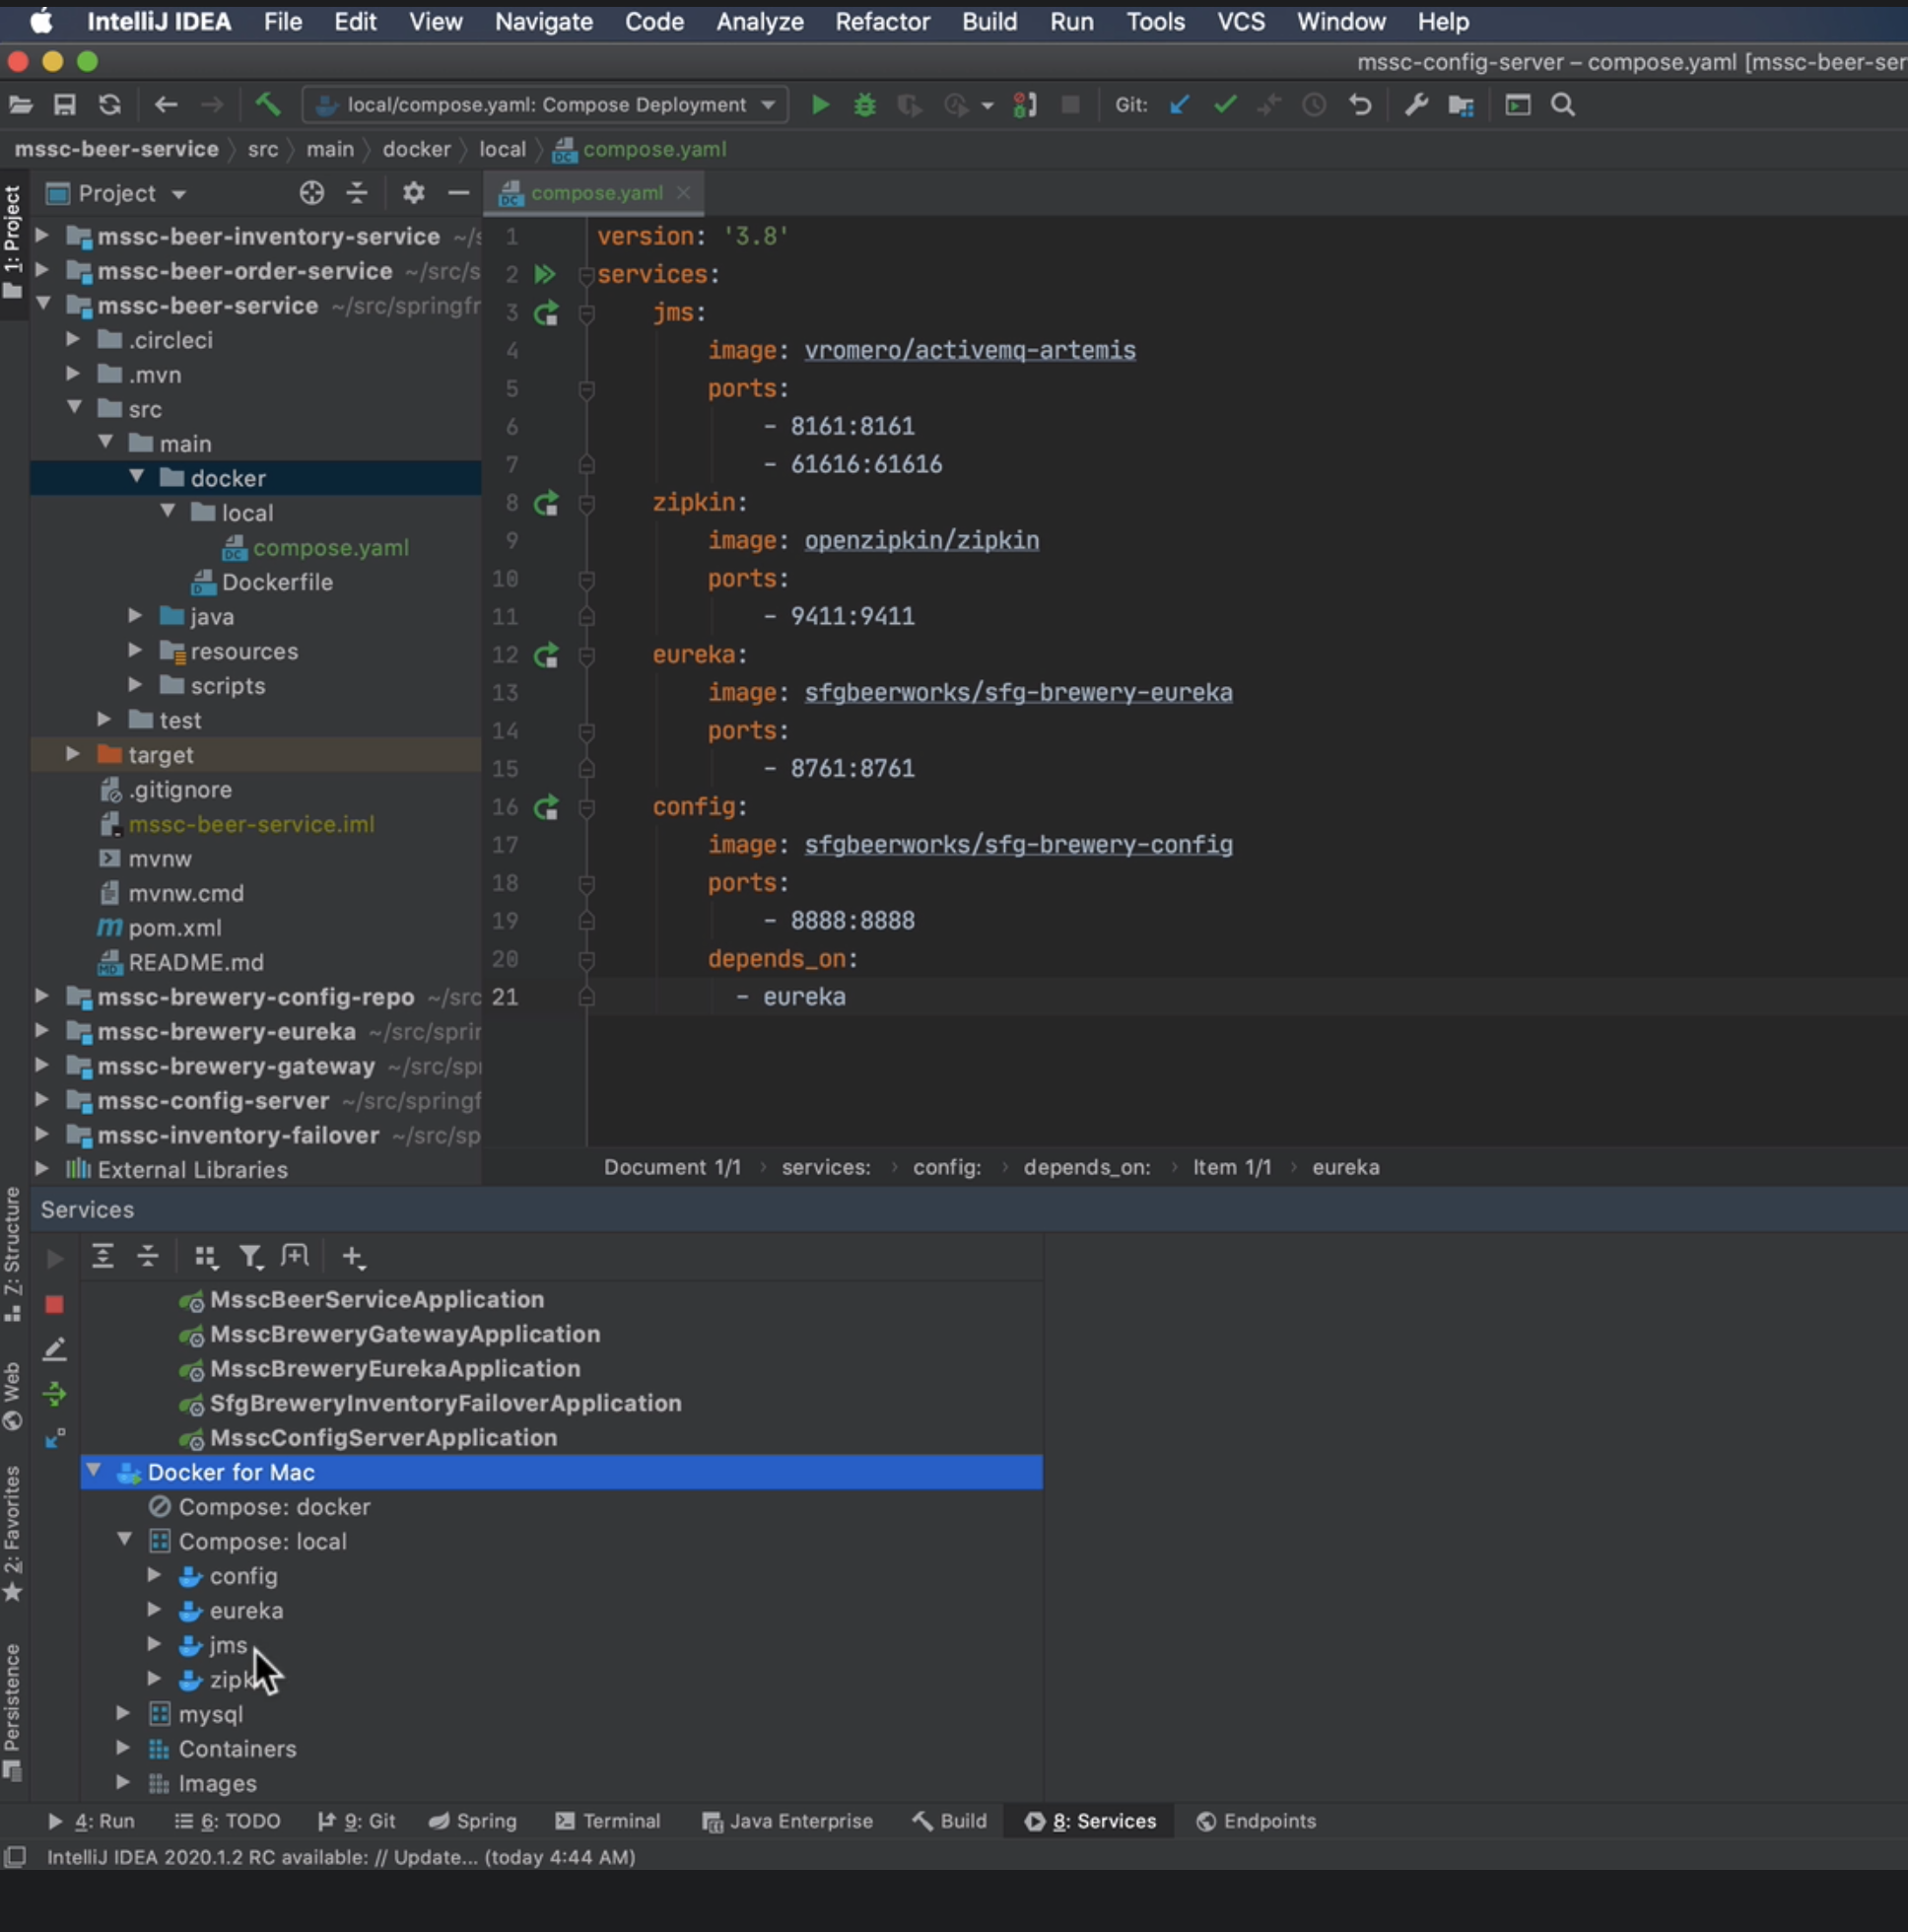 IntelliJ IDEA File Edit View Navigate Code Analyze Refactor Build Run Tools VCS Window Help
mssc-config-server – compose.yaml [mssc-beer-ser
local/compose.yaml: Compose Deployment Git:
mssc-beer-service src main docker local compose.yaml
1: Project
Project
compose.yaml
mssc-beer-inventory-service ~/s
mssc-beer-order-service ~/src/s
mssc-beer-service ~/src/springfr
.circleci
.mvn
src
main
docker
local
compose.yaml
Dockerfile
java
resources
scripts
test
target
.gitignore
mssc-beer-service.iml
mvnw
mvnw.cmd
pom.xml
README.md
mssc-brewery-config-repo ~/src
mssc-brewery-eureka ~/src/sprin
mssc-brewery-gateway ~/src/spr
mssc-config-server ~/src/springf
mssc-inventory-failover ~/src/sp
External Libraries
1 version: '3.8'
2 services:
3 jms:
4 image: vromero/activemq-artemis
5 ports:
6 - 8161:8161
7 - 61616:61616
8 zipkin:
9 image: openzipkin/zipkin
10 ports:
11 - 9411:9411
12 eureka:
13 image: sfgbeerworks/sfg-brewery-eureka
14 ports:
15 - 8761:8761
16 config:
17 image: sfgbeerworks/sfg-brewery-config
18 ports:
19 - 8888:8888
20 depends_on:
21 - eureka
Document 1/1 › services: › config: › depends_on: › Item 1/1 › eureka
Services
Z: Structure
Web
2: Favorites
Persistence
MsscBeerServiceApplication
MsscBreweryGatewayApplication
MsscBreweryEurekaApplication
SfgBreweryInventoryFailoverApplication
MsscConfigServerApplication
Docker for Mac
Compose: docker
Compose: local
config
eureka
jms
zipk
mysql
Containers
Images
4: Run 6: TODO 9: Git Spring Terminal Java Enterprise Build 8: Services Endpoints
IntelliJ IDEA 2020.1.2 RC available: // Update... (today 4:44 AM)